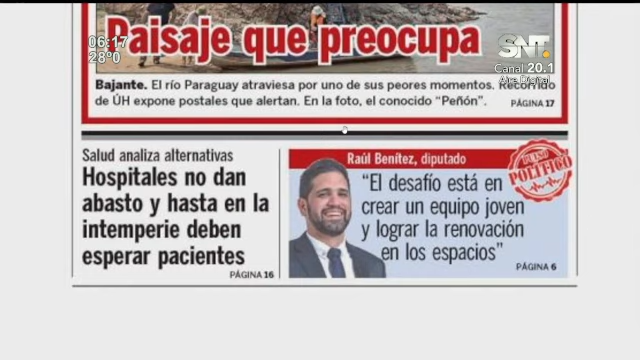 06:17
28°0
SNT
Canal 20.1
Aire Digital
Paisaje que preocupa
Bajante. El río Paraguay atraviesa por uno de sus peores momentos. Recorrido
de ÚH expone postales que alertan. En la foto, el conocido “Peñón”.
PÁGINA 17
Salud analiza alternativas
Hospitales no dan
abasto y hasta en la
intemperie deben
esperar pacientes
PÁGINA 16
Raúl Benítez, diputado
PULSO
POLÍTICO
“El desafío está en
crear un equipo joven
y lograr la renovación
en los espacios”
PÁGINA 6